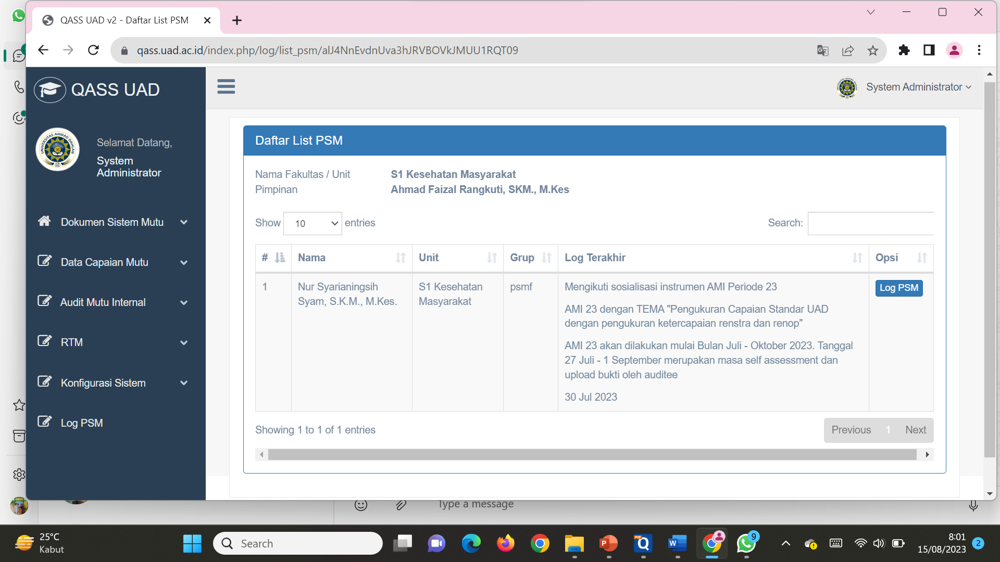 QASS UAD v2 - Daftar List PSM
qass.uad.ac.id/index.php/log/list_psm/alJ4NnEvdnUva3hJRVBOVkJMUU1RQT09
QASS UAD
System Administrator
UNIVERSITAS AHMAD DAHLAN
Selamat Datang,
System
Administrator
Dokumen Sistem Mutu
Data Capaian Mutu
Audit Mutu Internal
RTM
Konfigurasi Sistem
Log PSM
Daftar List PSM
Nama Fakultas / Unit S1 Kesehatan Masyarakat
Pimpinan Ahmad Faizal Rangkuti, SKM., M.Kes
Show 10 entries Search:
# Nama Unit Grup Log Terakhir Opsi
1 Nur Syarianingsih S1 Kesehatan psmf Mengikuti sosialisasi instrumen AMI Periode 23 Log PSM
Syam, S.K.M., M.Kes. Masyarakat
AMI 23 dengan TEMA "Pengukuran Capaian Standar UAD
dengan pengukuran ketercapaian renstra dan renop"
AMI 23 akan dilakukan mulai Bulan Juli - Oktober 2023. Tanggal
27 Juli - 1 September merupakan masa self assessment dan
upload bukti oleh auditee
30 Jul 2023
Showing 1 to 1 of 1 entries Previous 1 Next
Type a message
25°C
Kabut
Search
9
8:01
15/08/2023
2